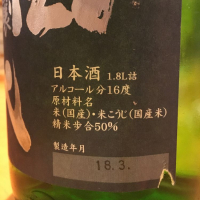 日本酒 1.8L詰
アルコール分16度
原材料名
米(国産)・米こうじ(国産米)
精米歩合50%
製造年月
18.3.